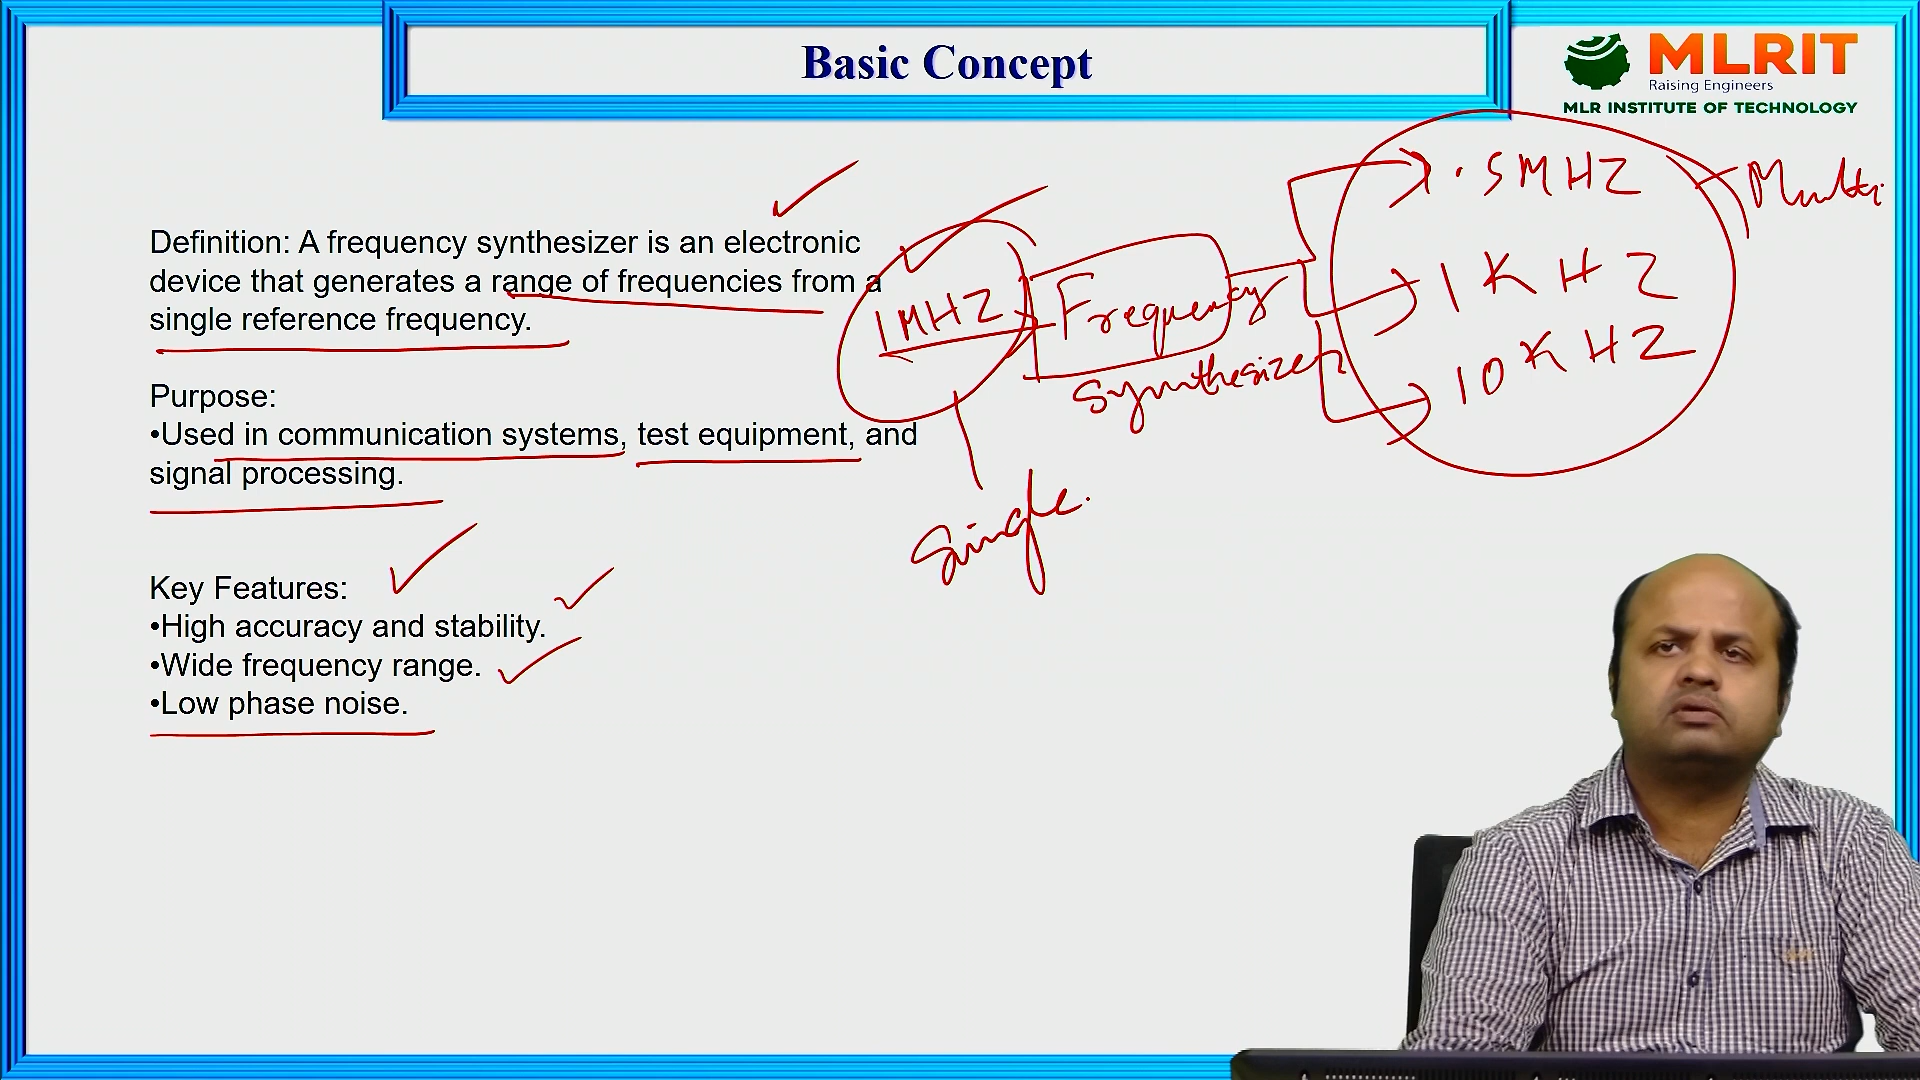 Basic Concept
MLRIT
Raising Engineers
MLR INSTITUTE OF TECHNOLOGY
Definition: A frequency synthesizer is an electronic
device that generates a range of frequencies from a
single reference frequency.
Purpose:
•Used in communication systems, test equipment, and
signal processing.
Key Features:
•High accuracy and stability.
•Wide frequency range.
•Low phase noise.
1MHZ
Frequency
Synthesizer
Single.
.5MHZ
1KHZ
10KHZ
Multi